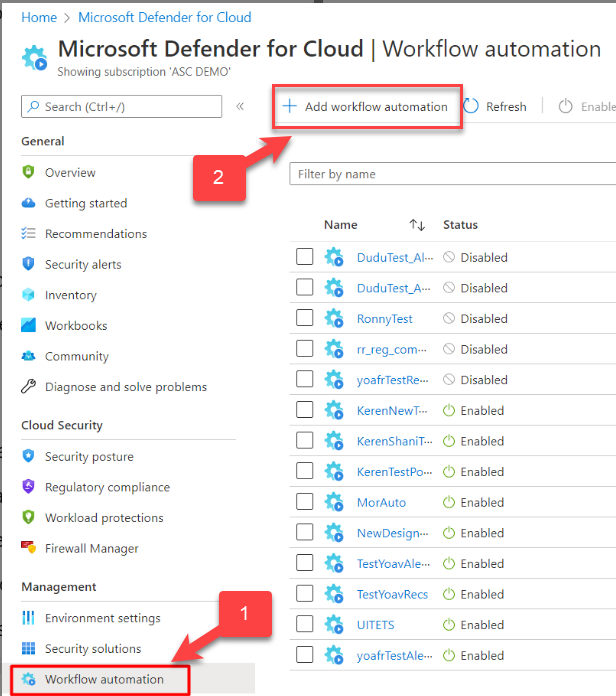 Home > Microsoft Defender for Cloud >
Microsoft Defender for Cloud | Workflow automation
Showing subscription 'ASC DEMO'
Search (Ctrl+/)
«
Add workflow automation
Refresh
Enable
2
General
Overview
Getting started
Recommendations
Security alerts
Inventory
Workbooks
Community
Diagnose and solve problems
Cloud Security
Security posture
Regulatory compliance
Workload protections
Firewall Manager
Management
Environment settings
Security solutions
Workflow automation
1
Filter by name
Name ↑↓ Status
DuduTest_Al··· Disabled
DuduTest_A··· Disabled
RonnyTest Disabled
rr_reg_com··· Disabled
yoafrTestRe··· Disabled
KerenNewT··· Enabled
KerenShaniT··· Enabled
KerenTestPo··· Enabled
MorAuto Enabled
NewDesign··· Enabled
TestYoavAle··· Enabled
TestYoavRecs Enabled
UITETS Enabled
yoafrTestAle··· Enabled